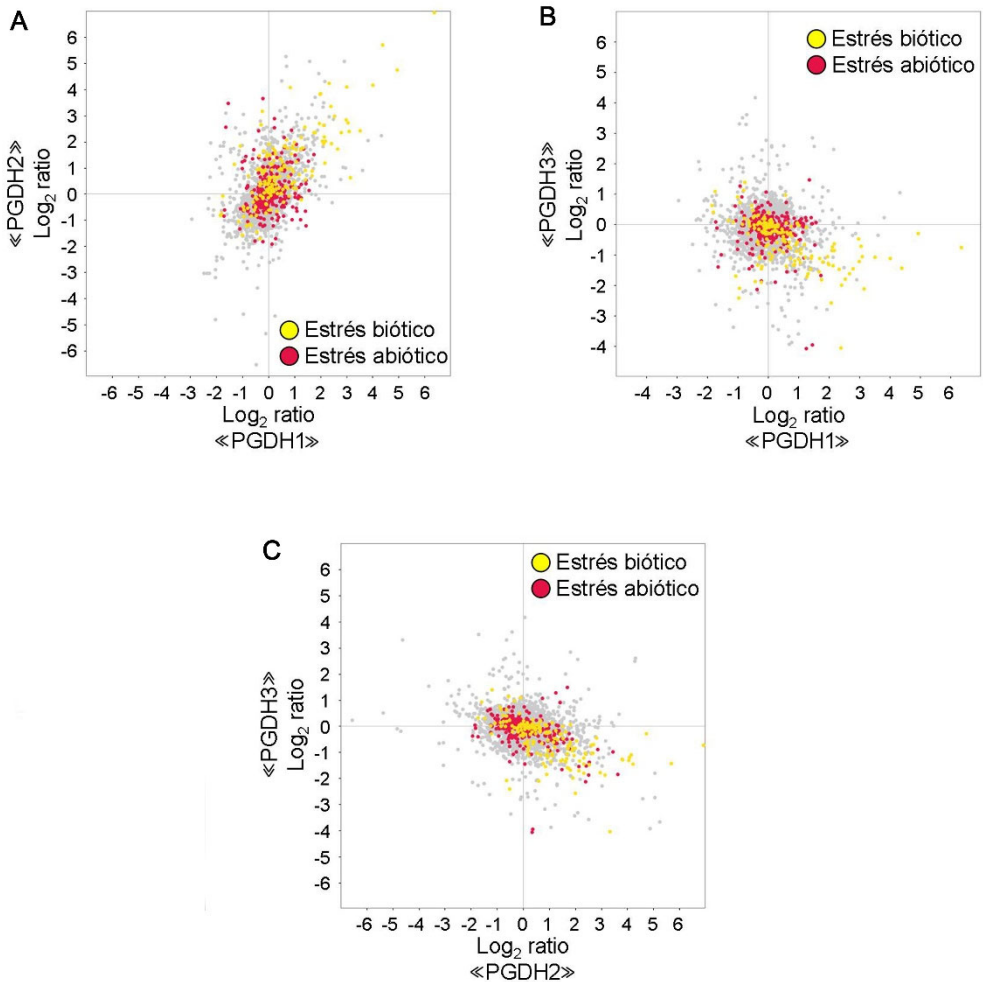 A
6
5
4
3
2
1
0
-1
-2
-3
-4
-5
-6
≪PGDH2≫
Log2 ratio
Estrés biótico
Estrés abiótico
-6 -5 -4 -3 -2 -1 0 1 2 3 4 5 6
Log2 ratio
≪PGDH1≫
B
6
5
4
3
2
1
0
-1
-2
-3
-4
≪PGDH3≫
Log2 ratio
Estrés biótico
Estrés abiótico
-4 -3 -2 -1 0 1 2 3 4 5 6
Log2 ratio
≪PGDH1≫
C
6
5
4
3
2
1
0
-1
-2
-3
-4
-5
-6
≪PGDH3≫
Log2 ratio
Estrés biótico
Estrés abiótico
-6 -5 -4 -3 -2 -1 0 1 2 3 4 5 6
Log2 ratio
≪PGDH2≫